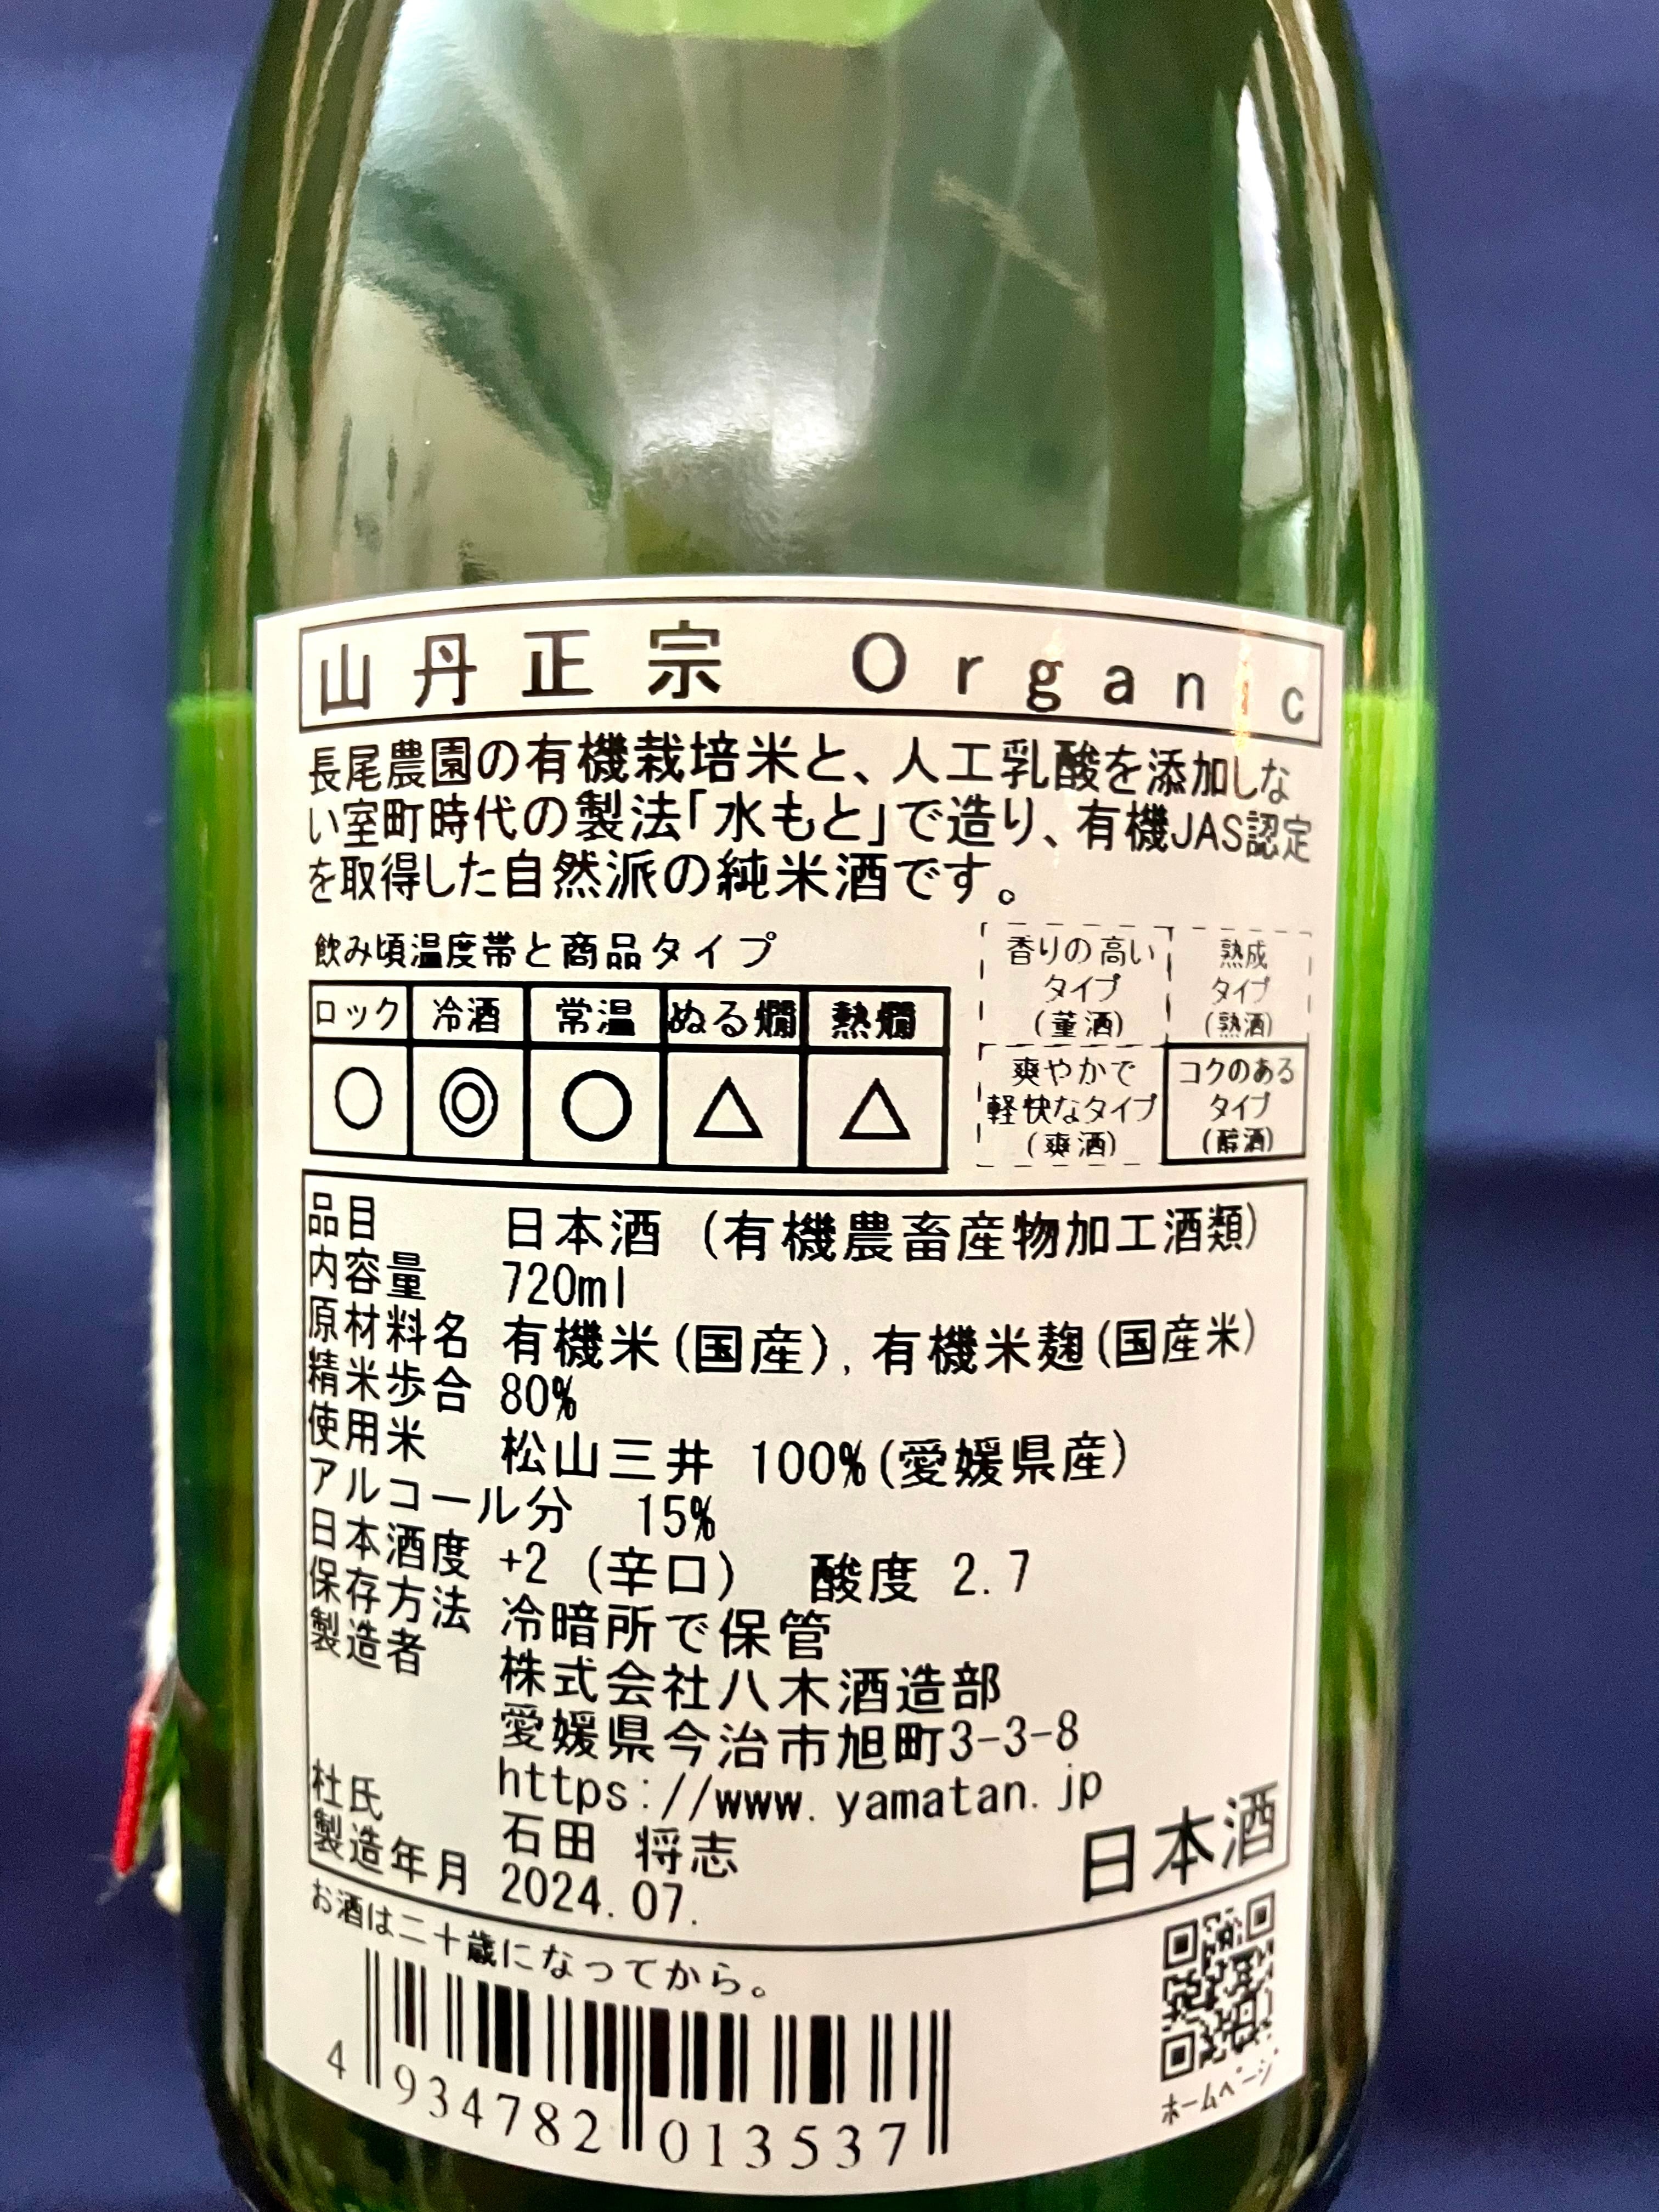 山丹正宗 Organic
長尾農園の有機栽培米と、人工乳酸を添加しな
い室町時代の製法「水もと」で造り、有機JAS認定
を取得した自然派の純米酒です。
飲み頃温度帯と商品タイプ
ロック 冷酒 常温 ぬる燗 熱燗
○ ◎ ○ △ △
香りの高い
タイプ
(薫酒)
熟成
タイプ
(熟酒)
爽やかで
軽快なタイプ
(爽酒)
コクのある
タイプ
(醇酒)
品目 日本酒 (有機農畜産物加工酒類)
内容量 720ml
原材料名 有機米(国産), 有機米麹(国産米)
精米歩合 80%
使用米 松山三井 100%(愛媛県産)
アルコール分 15%
日本酒度 +2 (辛口) 酸度 2.7
保存方法 冷暗所で保管
製造者 株式会社八木酒造部
愛媛県今治市旭町3-3-8
https://www.yamatan.jp
杜氏 石田 将志
製造年月 2024.07.
日本酒
お酒は二十歳になってから。
4 934782 013537
ホームページ